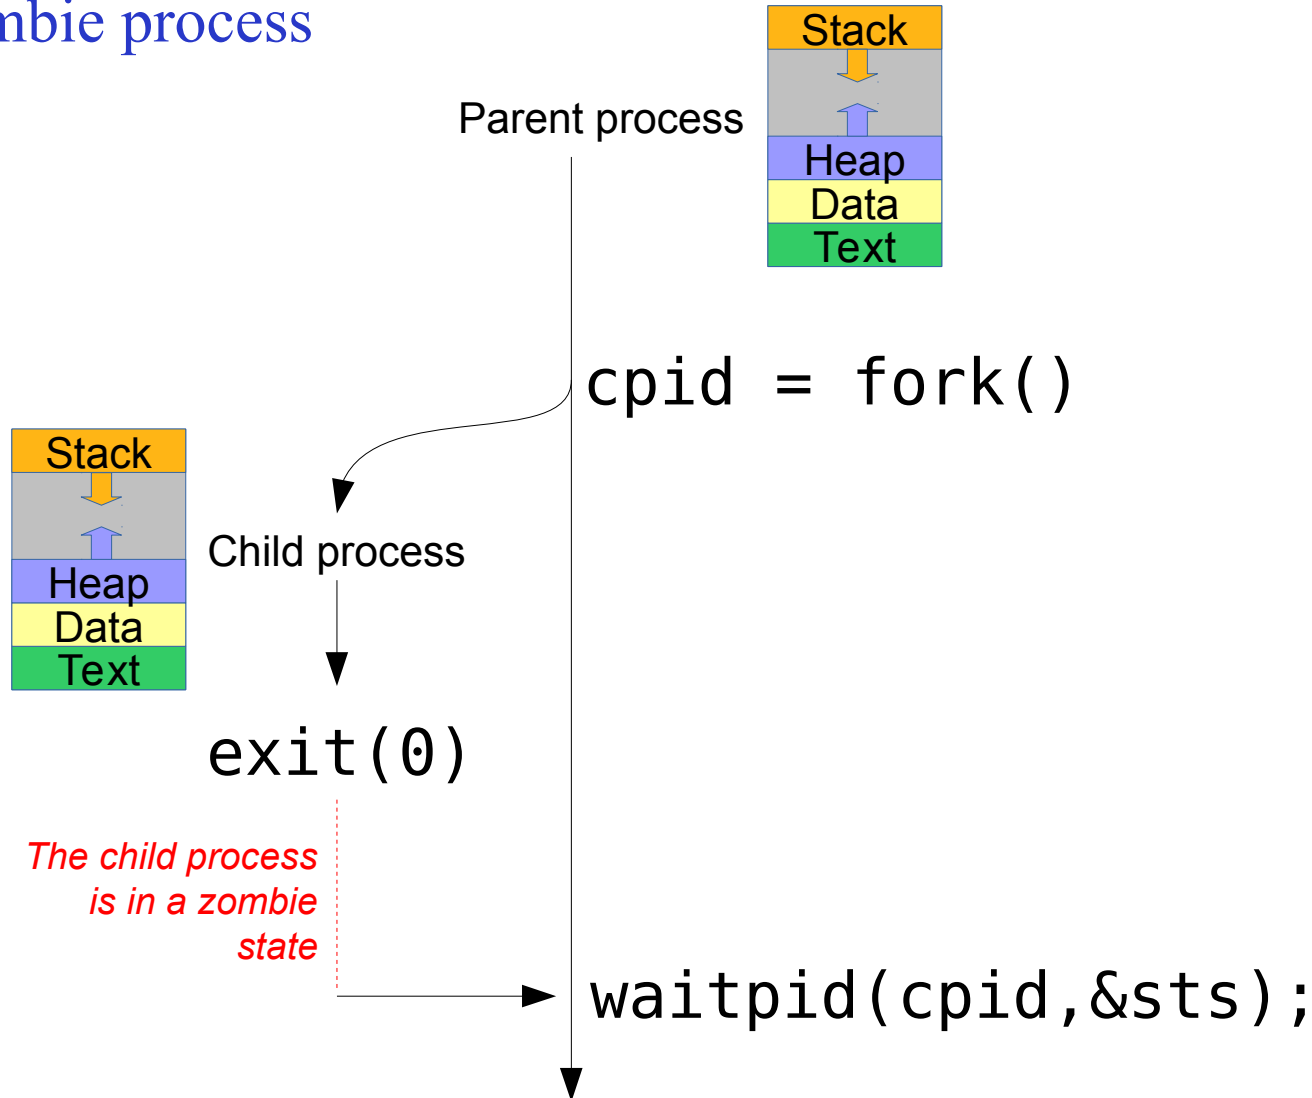 mbie process
Stack
Parent process
Heap
Data
Text
cpid = fork()
Stack
Child process
Heap
Data
Text
exit(0)
The child process
is in a zombie
state
waitpid(cpid,&sts);